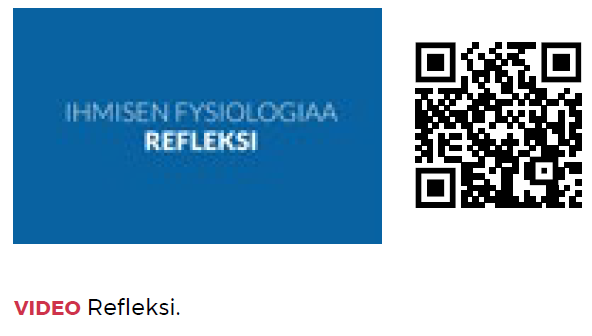 IHMISEN FYSIOLOGIAA
REFLEKSI
VIDEO Refleksi.